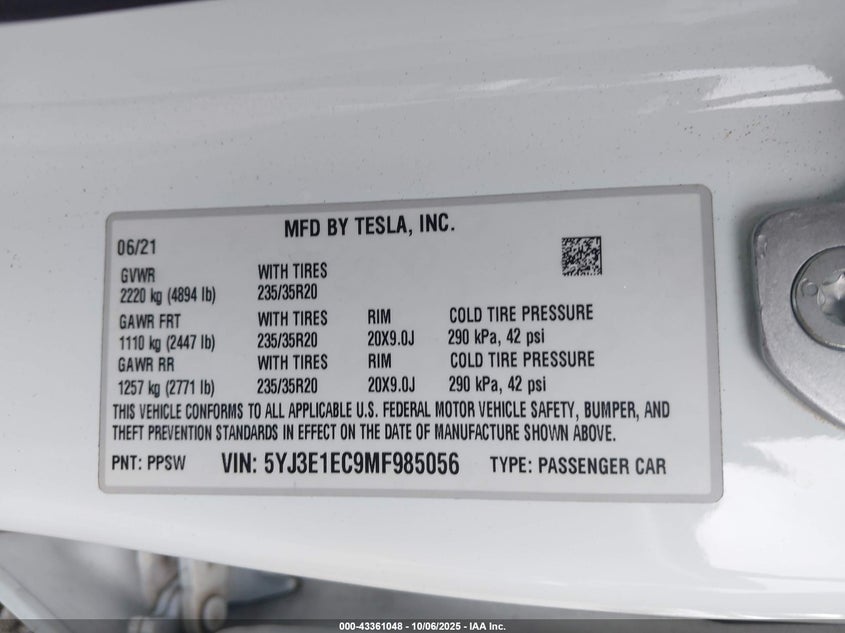 MFD BY TESLA, INC.
06/21
GVWR WITH TIRES
2220 kg (4894 lb) 235/35R20
GAWR FRT WITH TIRES RIM COLD TIRE PRESSURE
1110 kg (2447 lb) 235/35R20 20X9.0J 290 kPa, 42 psi
GAWR RR WITH TIRES RIM COLD TIRE PRESSURE
1257 kg (2771 lb) 235/35R20 20X9.0J 290 kPa, 42 psi
THIS VEHICLE CONFORMS TO ALL APPLICABLE U.S. FEDERAL MOTOR VEHICLE SAFETY, BUMPER, AND
THEFT PREVENTION STANDARDS IN EFFECT ON THE DATE OF MANUFACTURE SHOWN ABOVE.
PNT: PPSW VIN: 5YJ3E1EC9MF985056 TYPE: PASSENGER CAR
000-43361048 - 10/06/2025 - IAA Inc.